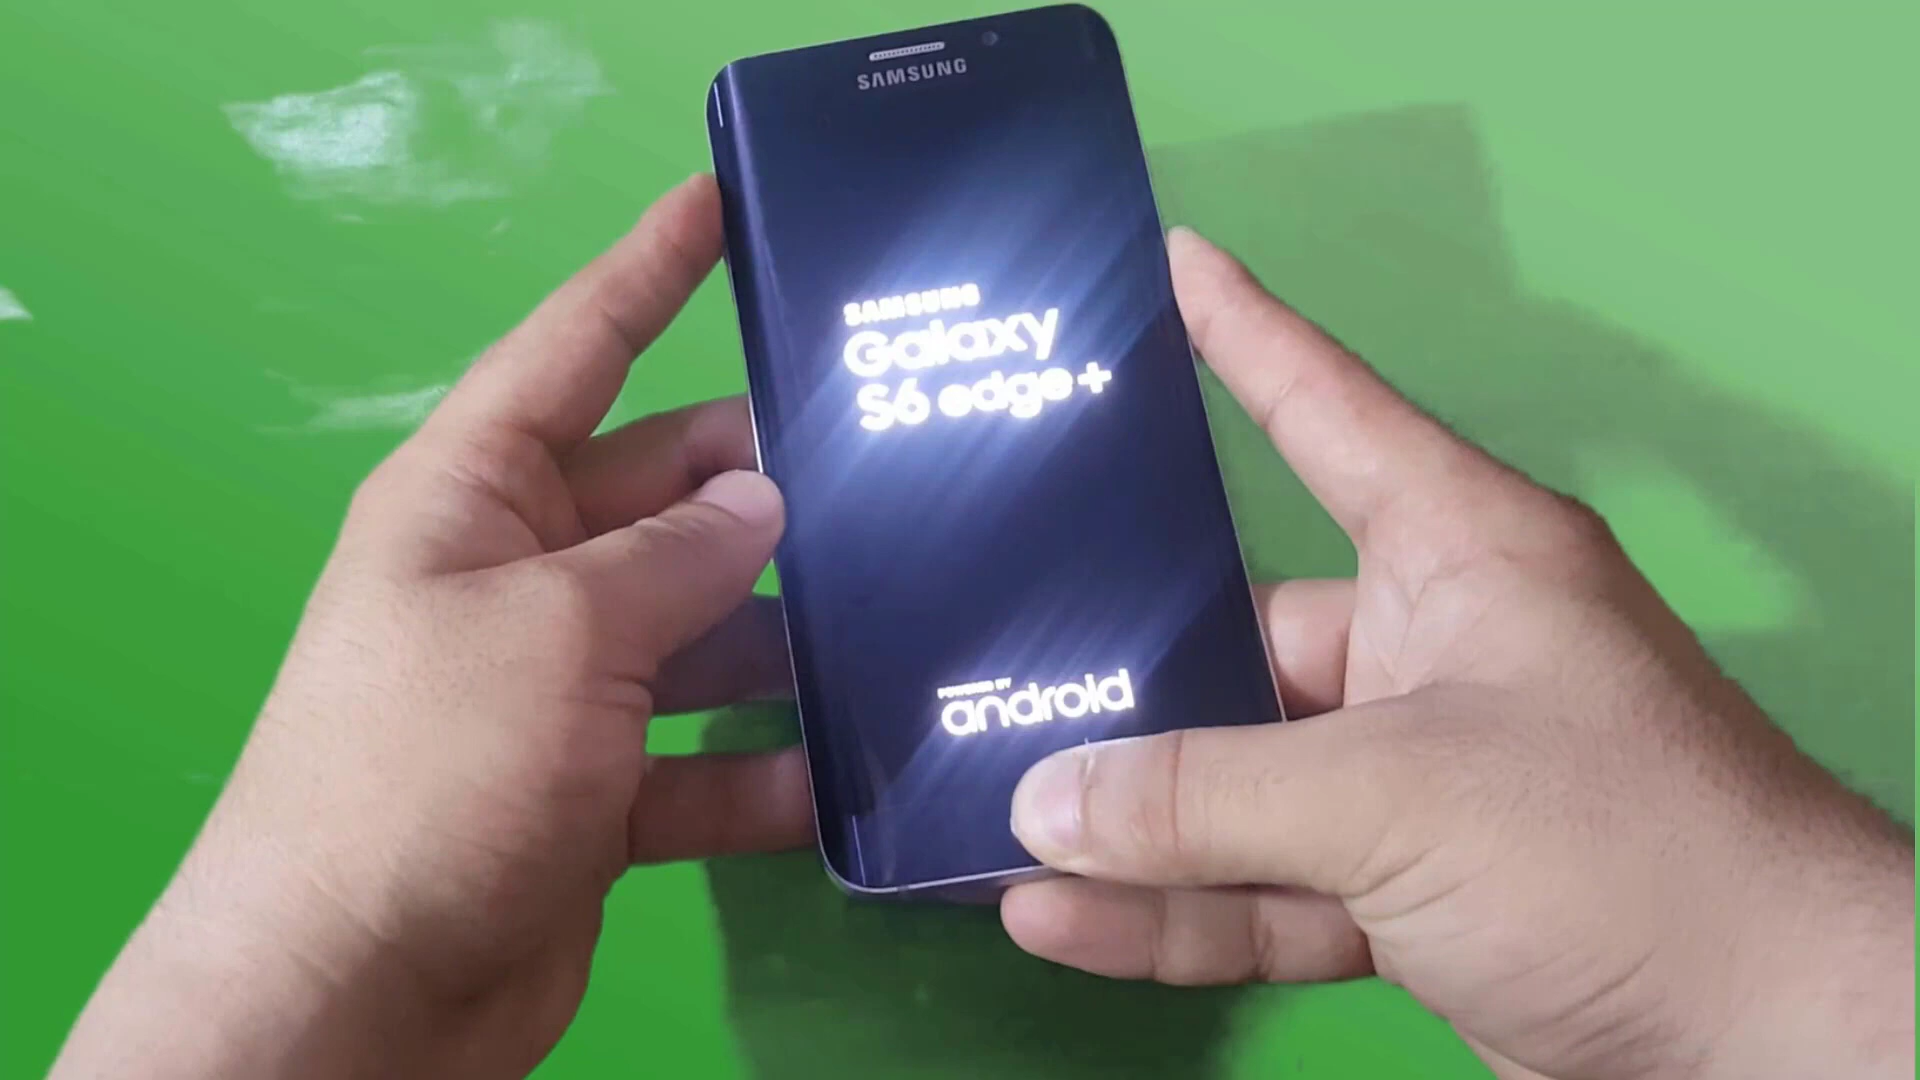 SAMSUNG
SAMSUNG
Galaxy
S6 edge+
POWERED BY
android